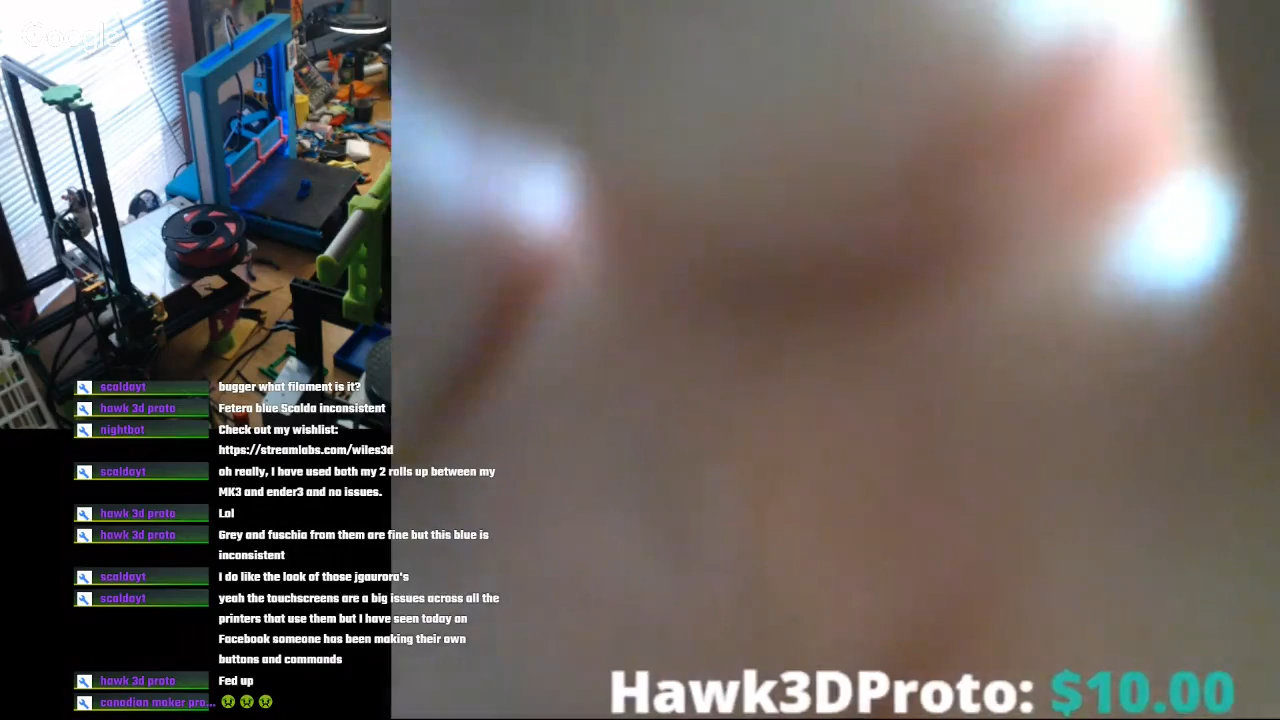 Google
scaldayt bugger what filament is it?
hawk 3d proto Fetera blue Scalda inconsistent
nightbot Check out my wishlist:
https://streamlabs.com/wiles3d
scaldayt oh really, I have used both my 2 rolls up between my
MK3 and ender3 and no issues.
hawk 3d proto Lol
hawk 3d proto Grey and fuschia from them are fine but this blue is
inconsistent
scaldayt I do like the look of those jgaurora's
scaldayt yeah the touchscreens are a big issues across all the
printers that use them but I have seen today on
Facebook someone has been making their own
buttons and commands
hawk 3d proto Fed up
canadian maker pro...
Hawk3DProto: $10.00